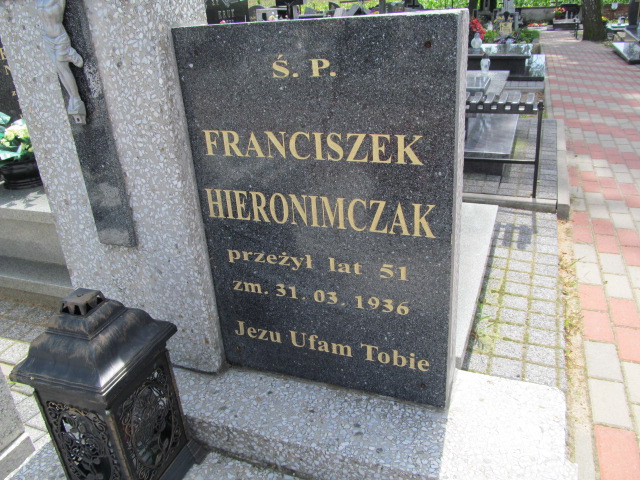 Ś. P.
FRANCISZEK
HIERONIMCZAK
przeżył lat 51
zm. 31. 03. 1936
Jezu Ufam Tobie